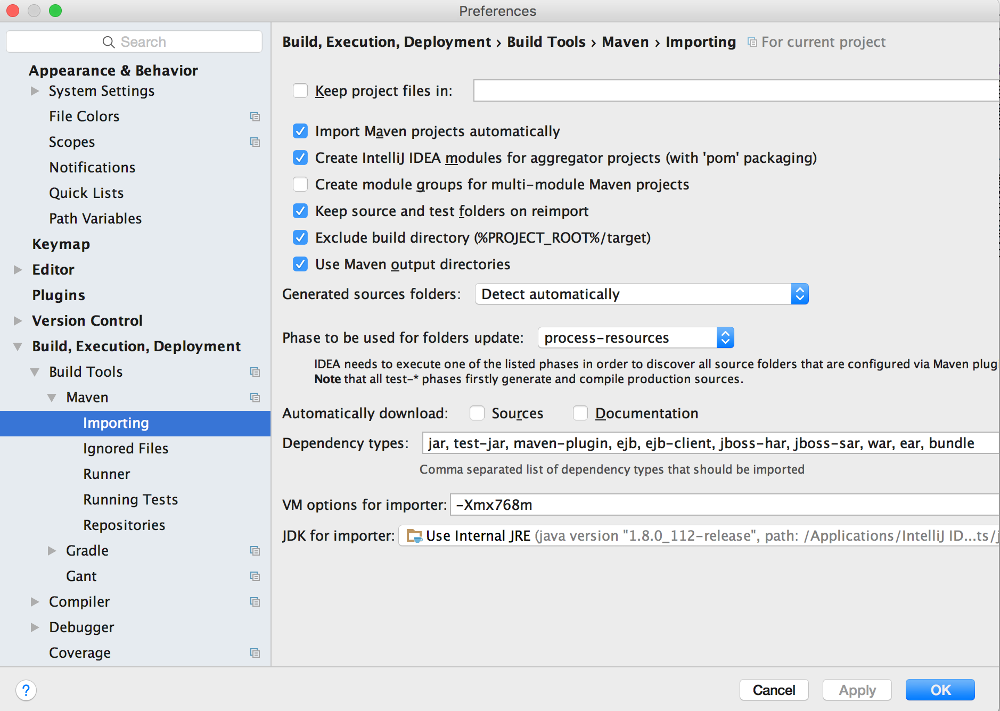 Preferences
Search
Appearance & Behavior
System Settings
File Colors
Scopes
Notifications
Quick Lists
Path Variables
Keymap
Editor
Plugins
Version Control
Build, Execution, Deployment
Build Tools
Maven
Importing
Ignored Files
Runner
Running Tests
Repositories
Gradle
Gant
Compiler
Debugger
Coverage
Build, Execution, Deployment › Build Tools › Maven › Importing For current project
Keep project files in:
Import Maven projects automatically
Create IntelliJ IDEA modules for aggregator projects (with 'pom' packaging)
Create module groups for multi-module Maven projects
Keep source and test folders on reimport
Exclude build directory (%PROJECT_ROOT%/target)
Use Maven output directories
Generated sources folders: Detect automatically
Phase to be used for folders update: process-resources
IDEA needs to execute one of the listed phases in order to discover all source folders that are configured via Maven plug
Note that all test-* phases firstly generate and compile production sources.
Automatically download: Sources Documentation
Dependency types: jar, test-jar, maven-plugin, ejb, ejb-client, jboss-har, jboss-sar, war, ear, bundle
Comma separated list of dependency types that should be imported
VM options for importer: -Xmx768m
JDK for importer: Use Internal JRE (java version "1.8.0_112-release", path: /Applications/IntelliJ ID...ts/j
?
Cancel Apply OK